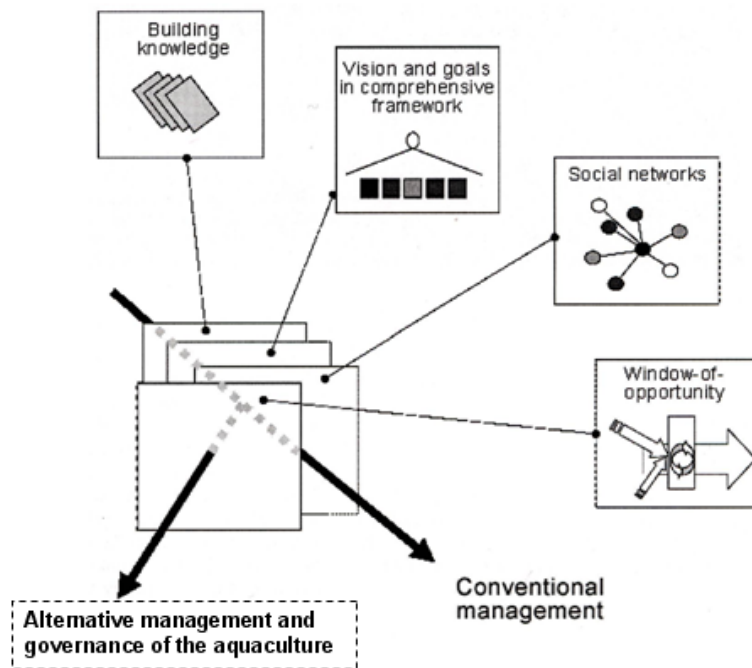 Building
knowledge
Vision and goals
in comprehensive
framework
Social networks
Window-of-
opportunity
Conventional
management
Alternative management and
governance of the aquaculture